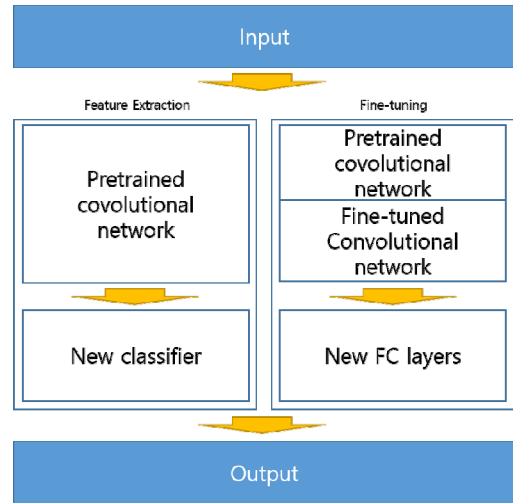 Input
Feature Extraction
Pretrained
covolutional
network
New classifier
Fine-tuning
Pretrained
covolutional
network
Fine-tuned
Convolutional
network
New FC layers
Output